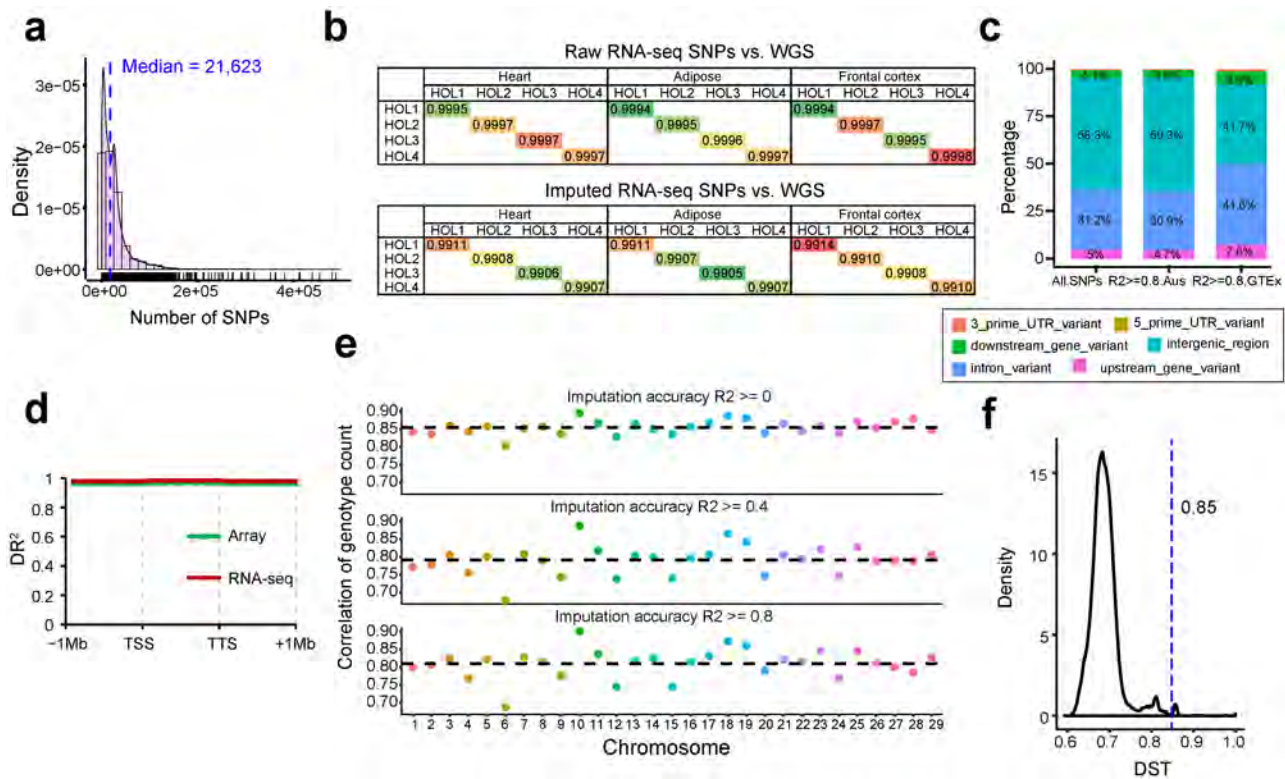 a
Median = 21,623
3e-05
2e-05
1e-05
0e+00
Density
0e+00 2e+05 4e+05
Number of SNPs
b
Raw RNA-seq SNPs vs. WGS
Heart Adipose Frontal cortex
HOL1 HOL2 HOL3 HOL4 HOL1 HOL2 HOL3 HOL4 HOL1 HOL2 HOL3 HOL4
HOL1 0.9995 0.9994 0.9994
HOL2 0.9997 0.9995 0.9997
HOL3 0.9997 0.9996 0.9995
HOL4 0.9997 0.9997 0.9998
Imputed RNA-seq SNPs vs. WGS
Heart Adipose Frontal cortex
HOL1 HOL2 HOL3 HOL4 HOL1 HOL2 HOL3 HOL4 HOL1 HOL2 HOL3 HOL4
HOL1 0.9911 0.9911 0.9914
HOL2 0.9908 0.9907 0.9910
HOL3 0.9906 0.9905 0.9908
HOL4 0.9907 0.9907 0.9910
c
100
75
50
25
0
Percentage
69.3% 41.7%
5% 4.7% 7.6%
All.SNPs R2>=0.8.Aus R2>=0.8.GTEx
3_prime_UTR_variant 5_prime_UTR_variant
downstream_gene_variant intergenic_region
intron_variant upstream_gene_variant
d
1
0.8
0.6
0.4
0.2
0
DR²
Array
RNA-seq
−1Mb TSS TTS +1Mb
e
Imputation accuracy R2 >= 0
0.90
0.85
0.80
0.75
0.70
Imputation accuracy R2 >= 0.4
0.90
0.85
0.80
0.75
0.70
Imputation accuracy R2 >= 0.8
0.90
0.85
0.80
0.75
0.70
Correlation of genotype count
1 2 3 4 5 6 7 8 9 10 11 12 13 14 15 16 17 18 19 20 21 22 23 24 25 26 27 28 29
Chromosome
f
0.85
15
10
5
0
Density
0.6 0.7 0.8 0.9 1.0
DST